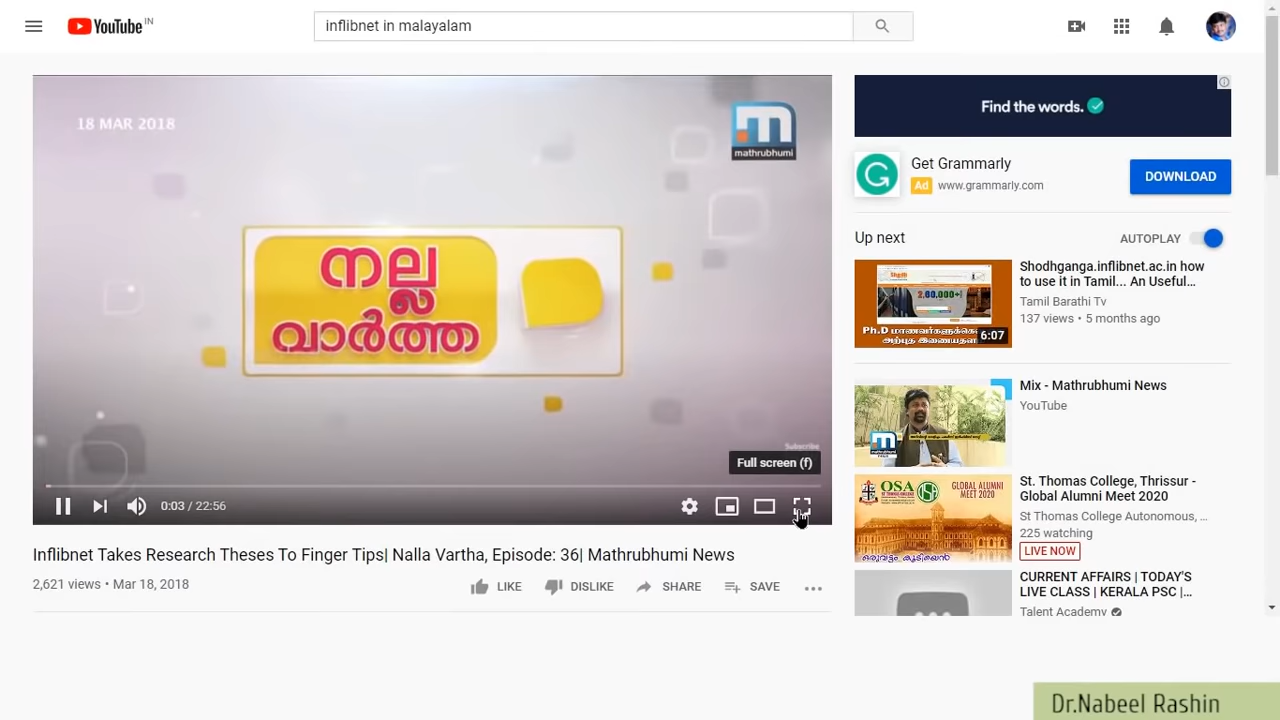 YouTube IN
inflibnet in malayalam
18 MAR 2018
mathrubhumi
നല്ല
വാർത്ത
Subscribe
Full screen (f)
0:03 / 22:56
Inflibnet Takes Research Theses To Finger Tips| Nalla Vartha, Episode: 36| Mathrubhumi News
2,621 views • Mar 18, 2018
LIKE DISLIKE SHARE SAVE
Find the words.
Get Grammarly
Ad www.grammarly.com
DOWNLOAD
Up next
AUTOPLAY
2,60,000+
6:07
Shodhganga.inflibnet.ac.in how
to use it in Tamil... An Useful...
Tamil Barathi Tv
137 views • 5 months ago
Mix - Mathrubhumi News
YouTube
OSA
GLOBAL ALUMNI
MEET 2020
St. Thomas College, Thrissur -
Global Alumni Meet 2020
St Thomas College Autonomous, ...
225 watching
LIVE NOW
CURRENT AFFAIRS | TODAY'S
LIVE CLASS | KERALA PSC |...
Talent Academy
Dr.Nabeel Rashin